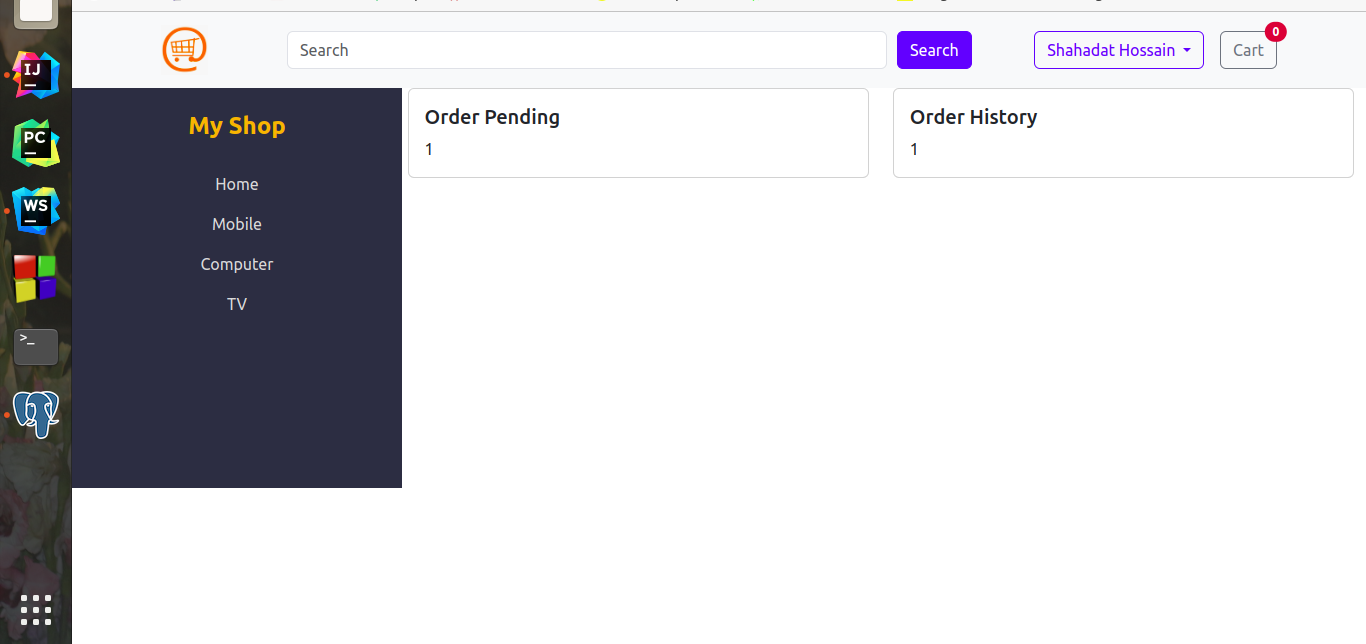 IJ
PC
WS
>_
Search
Search
Shahadat Hossain
Cart
0
My Shop
Home
Mobile
Computer
TV
Order Pending
1
Order History
1